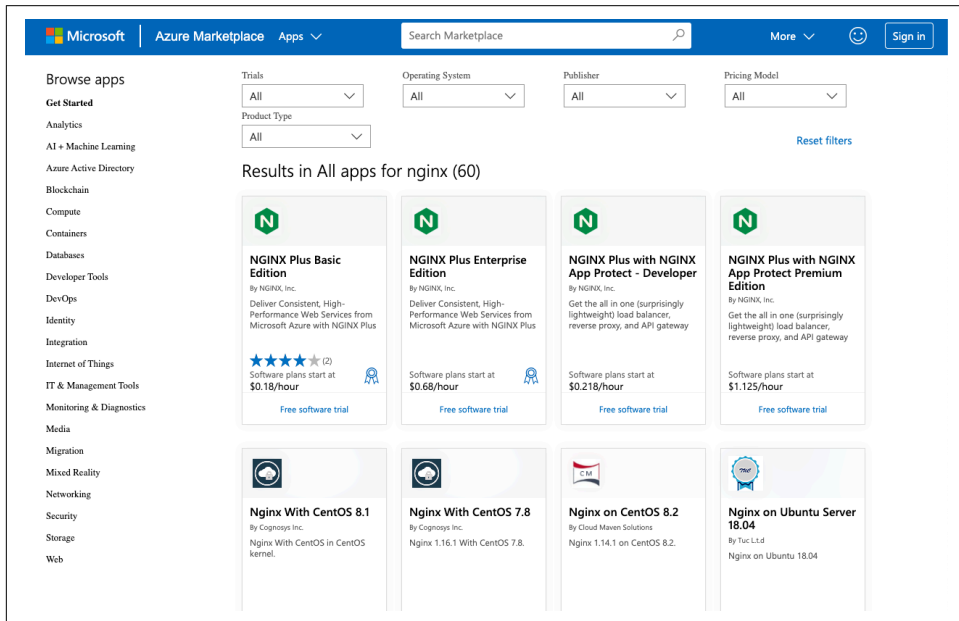 Microsoft
Azure Marketplace
Apps
Search Marketplace
More
Sign in
Browse apps
Get Started
Analytics
AI + Machine Learning
Azure Active Directory
Blockchain
Compute
Containers
Databases
Developer Tools
DevOps
Identity
Integration
Internet of Things
IT & Management Tools
Monitoring & Diagnostics
Media
Migration
Mixed Reality
Networking
Security
Storage
Web
Trials
All
Operating System
All
Publisher
All
Pricing Model
All
Product Type
All
Reset filters
Results in All apps for nginx (60)
N
NGINX Plus Basic
Edition
By NGINX, Inc.
Deliver Consistent, High-
Performance Web Services from
Microsoft Azure with NGINX Plus
(2)
Software plans start at
$0.18/hour
Free software trial
N
NGINX Plus Enterprise
Edition
By NGINX, Inc.
Deliver Consistent, High-
Performance Web Services from
Microsoft Azure with NGINX Plus
Software plans start at
$0.68/hour
Free software trial
N
NGINX Plus with NGINX
App Protect - Developer
By NGINX, Inc.
Get the all in one (surprisingly
lightweight) load balancer,
reverse proxy, and API gateway
Software plans start at
$0.218/hour
Free software trial
N
NGINX Plus with NGINX
App Protect Premium
Edition
By NGINX, Inc.
Get the all in one (surprisingly
lightweight) load balancer,
reverse proxy, and API gateway
Software plans start at
$1.125/hour
Free software trial
Nginx With CentOS 8.1
By Cognosys Inc.
Nginx With CentOS in CentOS
kernel.
Nginx With CentOS 7.8
By Cognosys Inc.
Nginx 1.16.1 With CentOS 7.8.
CM
Nginx on CentOS 8.2
By Cloud Maven Solutions
Nginx 1.14.1 on CentOS 8.2.
TUC
Nginx on Ubuntu Server
18.04
By Tuc L.t.d
Nginx on Ubuntu 18.04